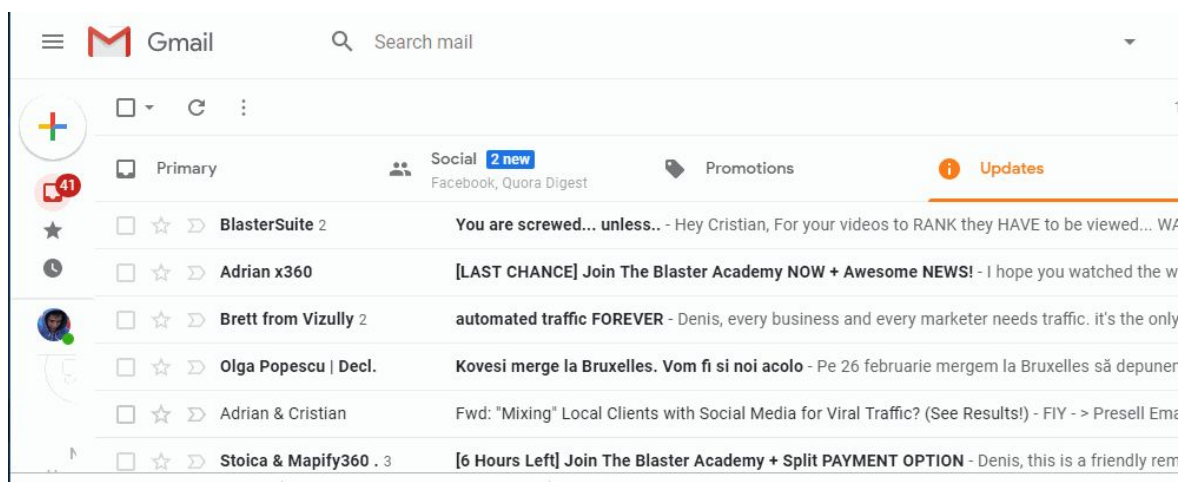 Gmail
Search mail
Primary
Social 2 new
Facebook, Quora Digest
Promotions
Updates
41
BlasterSuite 2 You are screwed... unless.. - Hey Cristian, For your videos to RANK they HAVE to be viewed... WA
Adrian x360 [LAST CHANCE] Join The Blaster Academy NOW + Awesome NEWS! - I hope you watched the w
Brett from Vizully 2 automated traffic FOREVER - Denis, every business and every marketer needs traffic. it's the only
Olga Popescu | Decl. Kovesi merge la Bruxelles. Vom fi si noi acolo - Pe 26 februarie mergem la Bruxelles să depunem
Adrian & Cristian Fwd: "Mixing" Local Clients with Social Media for Viral Traffic? (See Results!) - FIY - > Presell Ema
Stoica & Mapify360 . 3 [6 Hours Left] Join The Blaster Academy + Split PAYMENT OPTION - Denis, this is a friendly rem